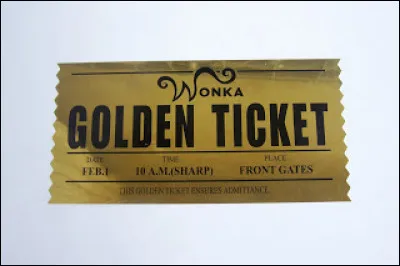 WONKA
GOLDEN TICKET
DATE TIME PLACE
FEB.1 10 A.M.(SHARP) FRONT GATES
THIS GOLDEN TICKET ENSURES ADMITTANCE